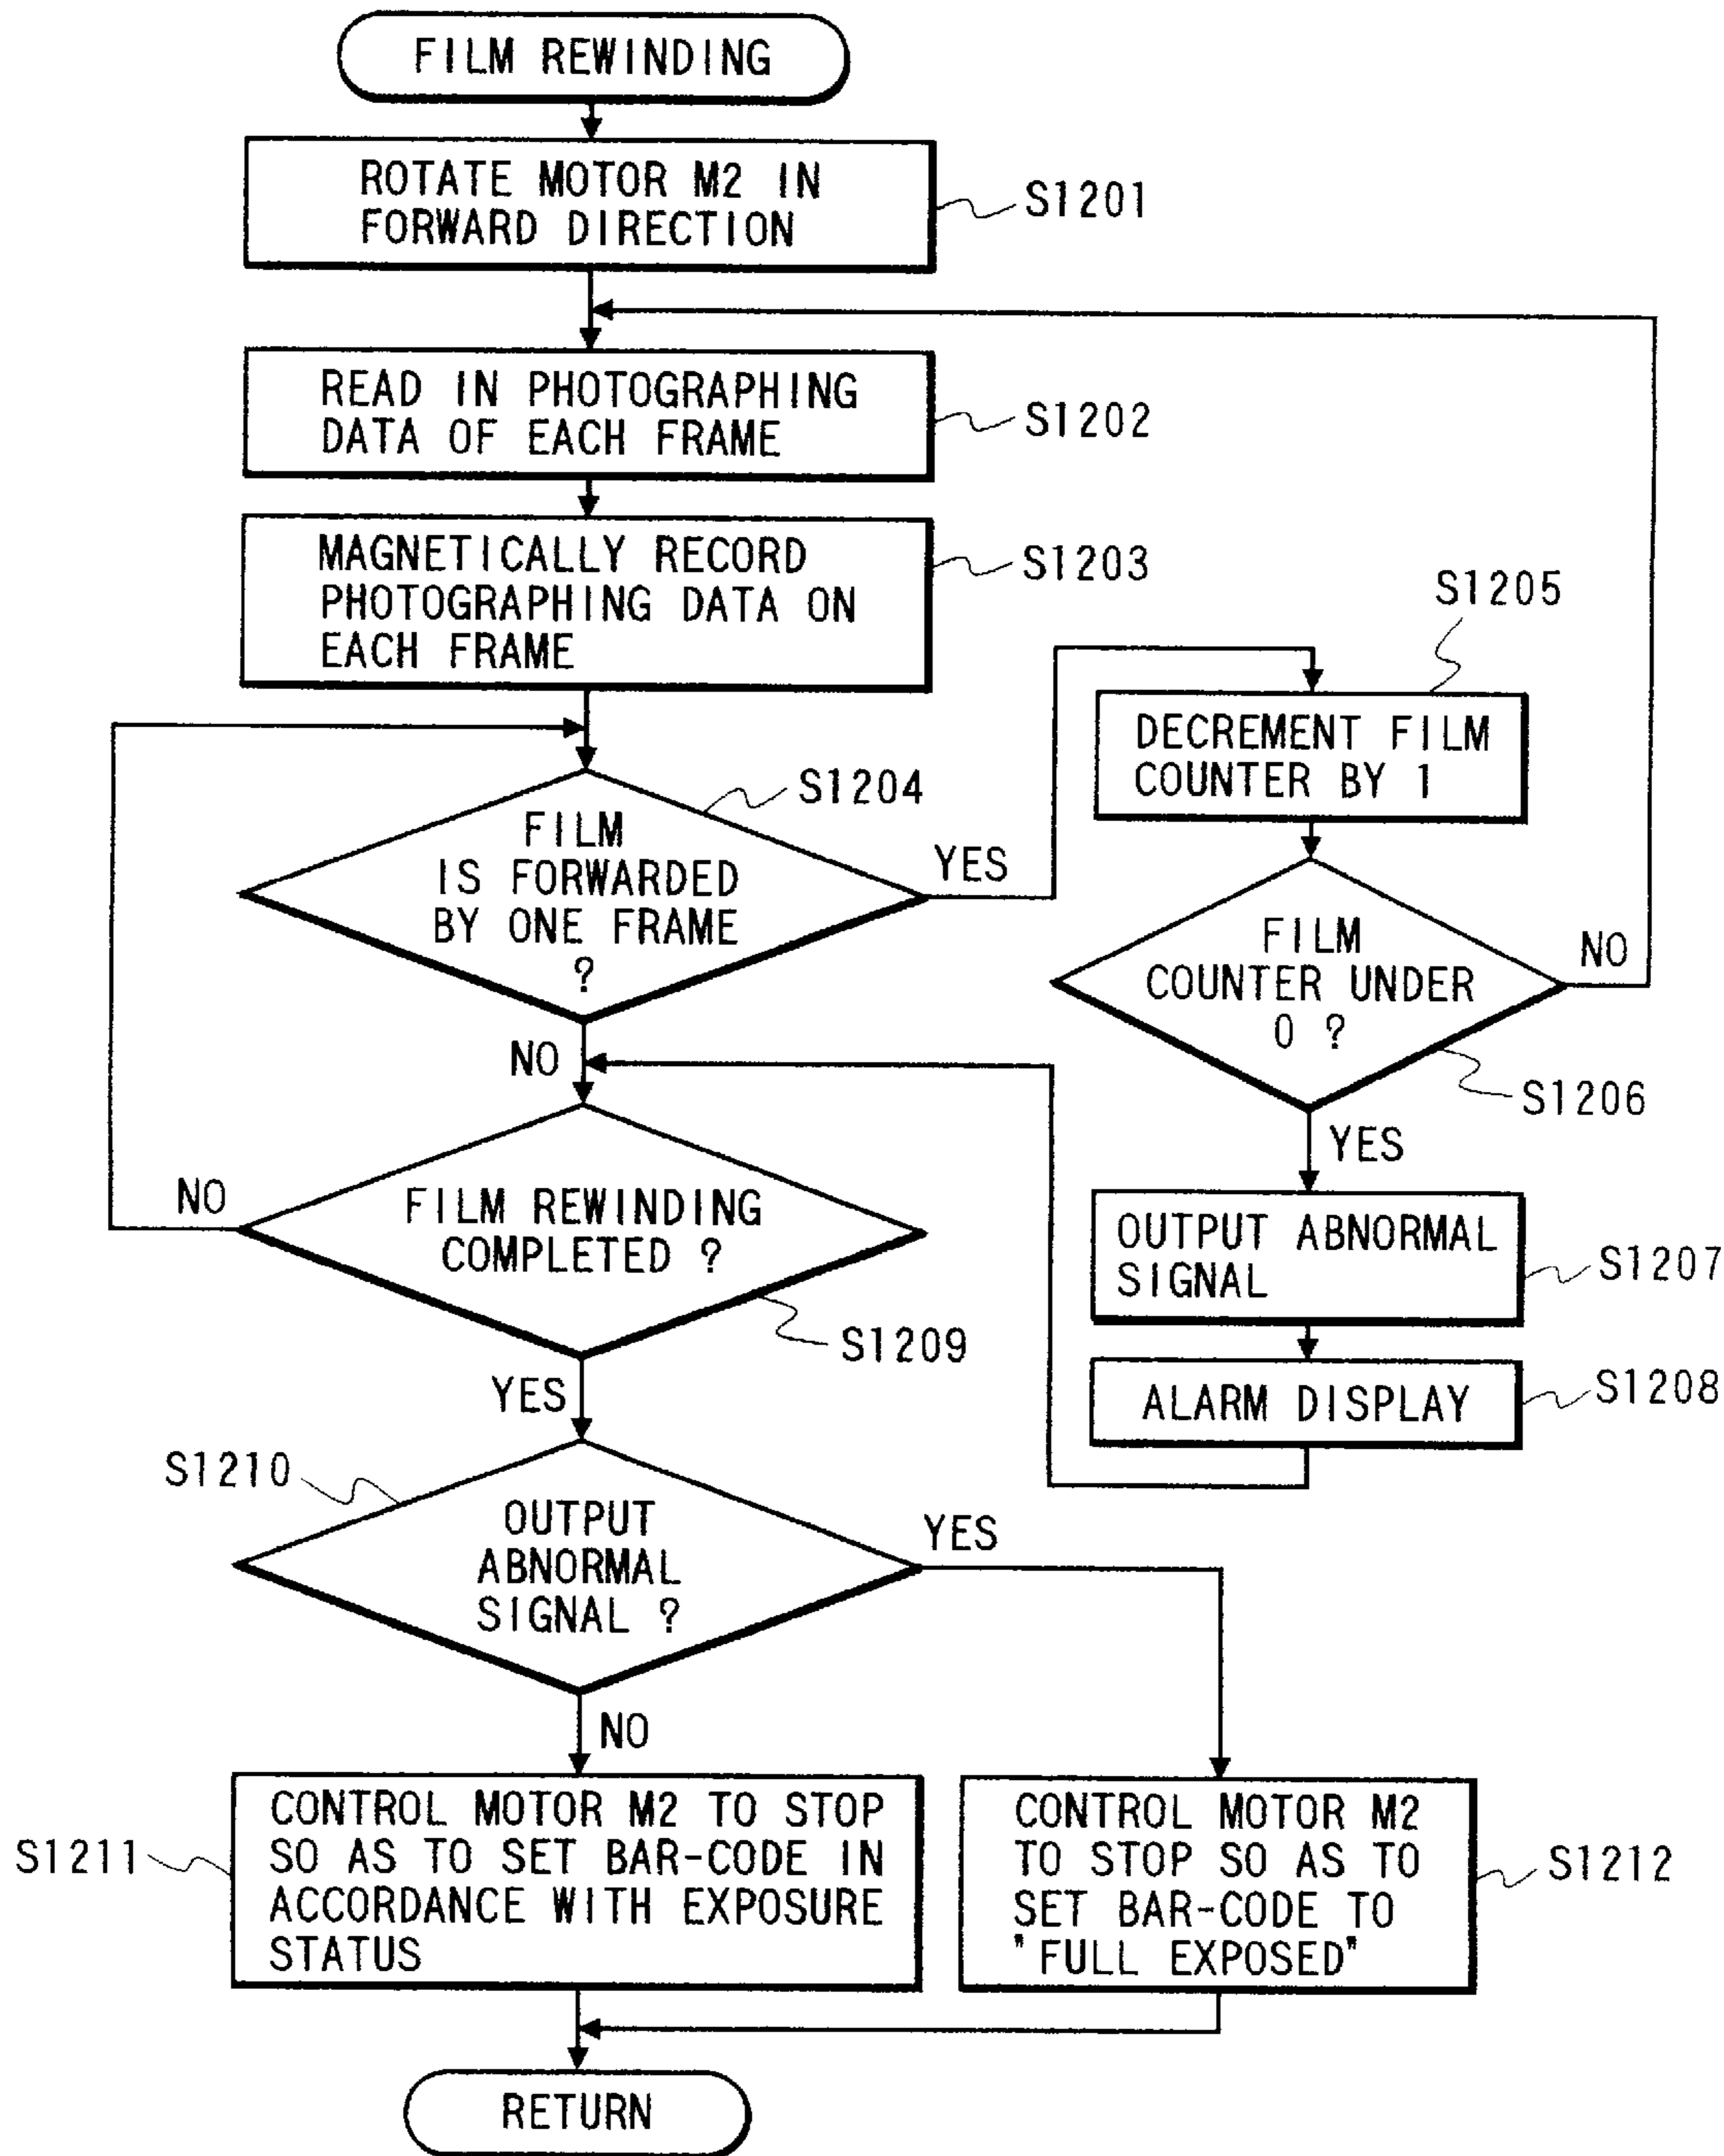 FILM REWINDING
ROTATE MOTOR M2 IN
FORWARD DIRECTION
S1201
READ IN PHOTOGRAPHING
DATA OF EACH FRAME
S1202
MAGNETICALLY RECORD
PHOTOGRAPHING DATA ON
EACH FRAME
S1203
S1204
FILM
IS FORWARDED
BY ONE FRAME
?
YES
NO
S1205
DECREMENT FILM
COUNTER BY 1
FILM
COUNTER UNDER
0 ?
NO
S1206
YES
OUTPUT ABNORMAL
SIGNAL
S1207
ALARM DISPLAY
S1208
NO
FILM REWINDING
COMPLETED ?
S1209
YES
S1210
OUTPUT
ABNORMAL
SIGNAL ?
YES
NO
S1211
CONTROL MOTOR M2 TO STOP
SO AS TO SET BAR-CODE IN
ACCORDANCE WITH EXPOSURE
STATUS
CONTROL MOTOR M2
TO STOP SO AS TO
SET BAR-CODE TO
"FULL EXPOSED"
S1212
RETURN